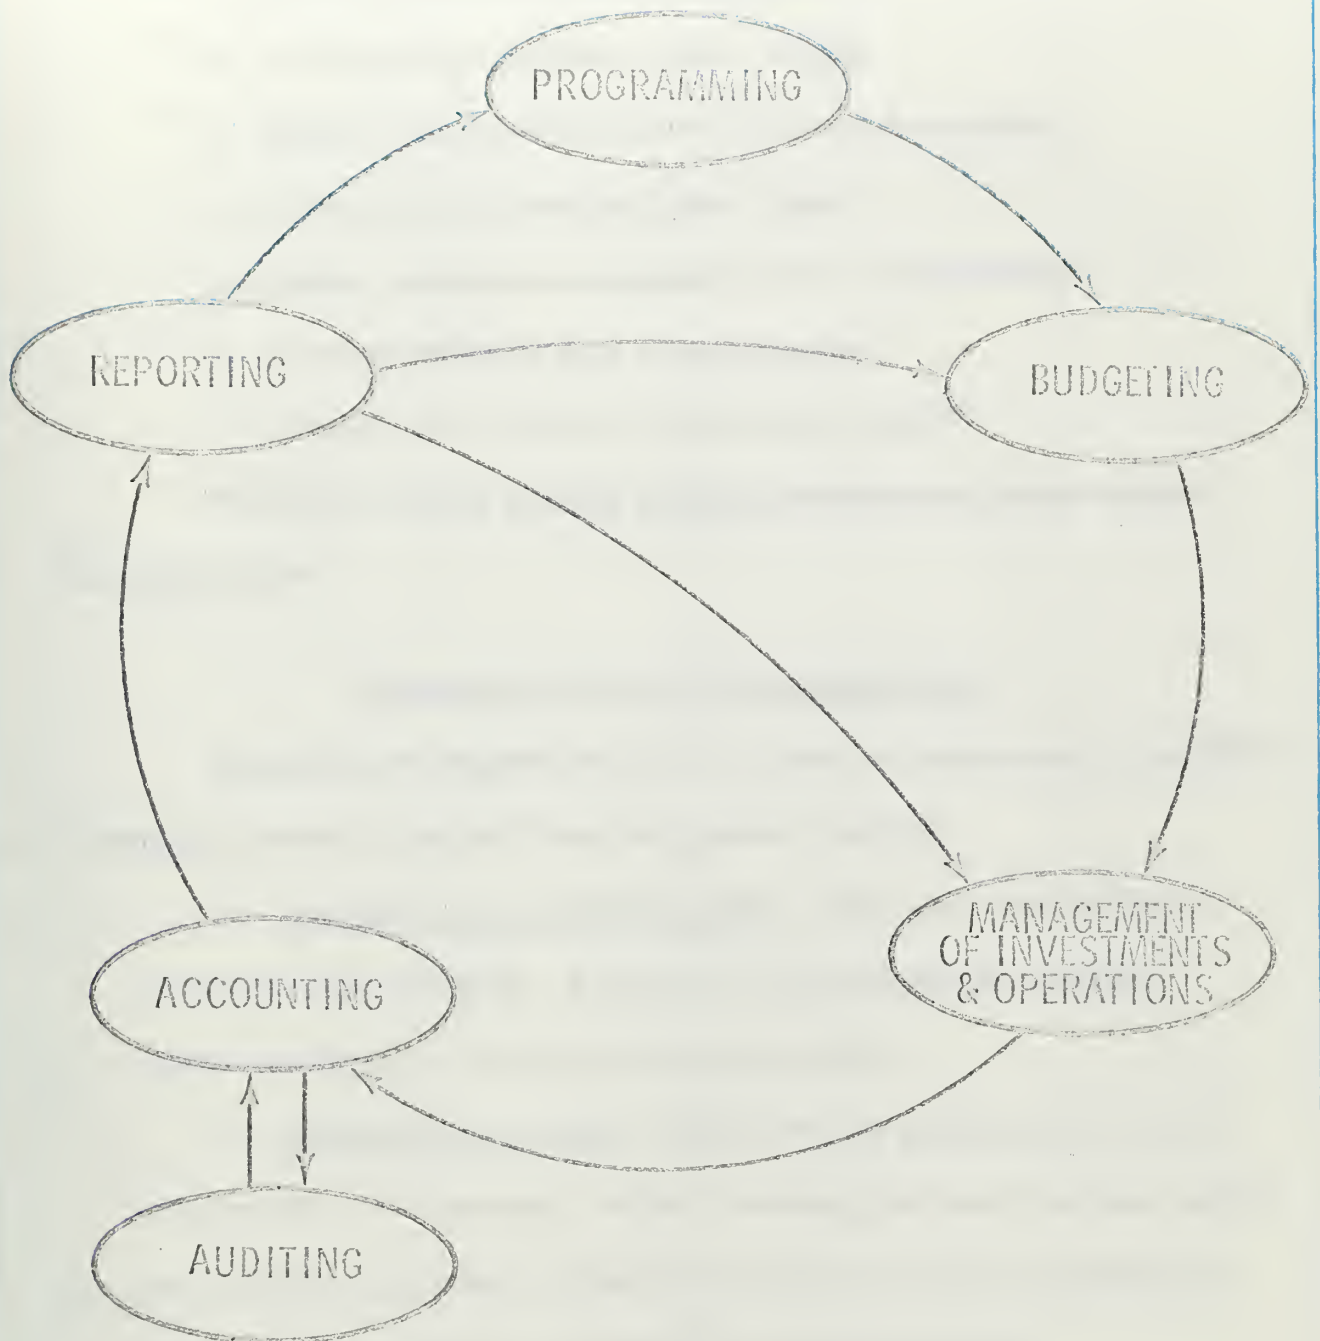 PROGRAMMING
REPORTING
BUDGETING
MANAGEMENT
OF INVESTMENTS
& OPERATIONS
ACCOUNTING
AUDITING